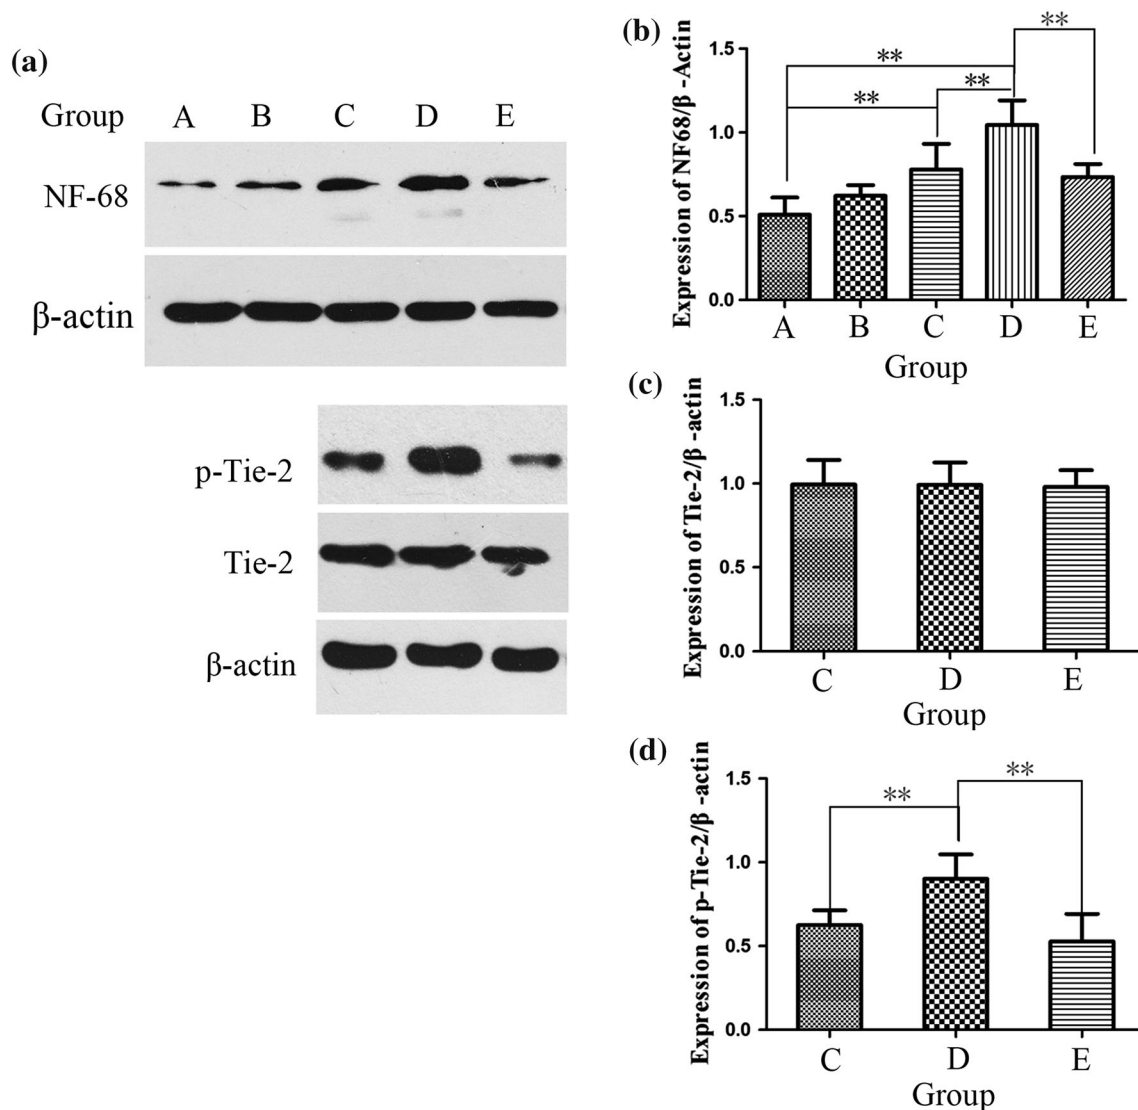 (a)
Group A B C D E
NF-68
β-actin
p-Tie-2
Tie-2
β-actin
(b)
Expression of NF68/β -Actin
1.5
1.0
0.5
0.0
**
**
**
**
A B C D E
Group
(c)
Expression of Tie-2/β -actin
1.5
1.0
0.5
0.0
C D E
Group
(d)
Expression of p-Tie-2/β -actin
1.5
1.0
0.5
0.0
**
**
C D E
Group